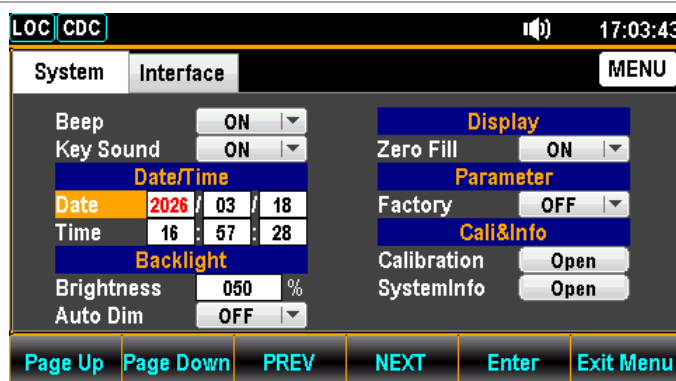 LOC CDC 17:03:43
System Interface MENU
Beep ON
Key Sound ON
Date/Time
Date 2026 / 03 / 18
Time 16 : 57 : 28
Backlight
Brightness 050 %
Auto Dim OFF
Display
Zero Fill ON
Parameter
Factory OFF
Cali&Info
Calibration Open
SystemInfo Open
Page Up Page Down PREV NEXT Enter Exit Menu